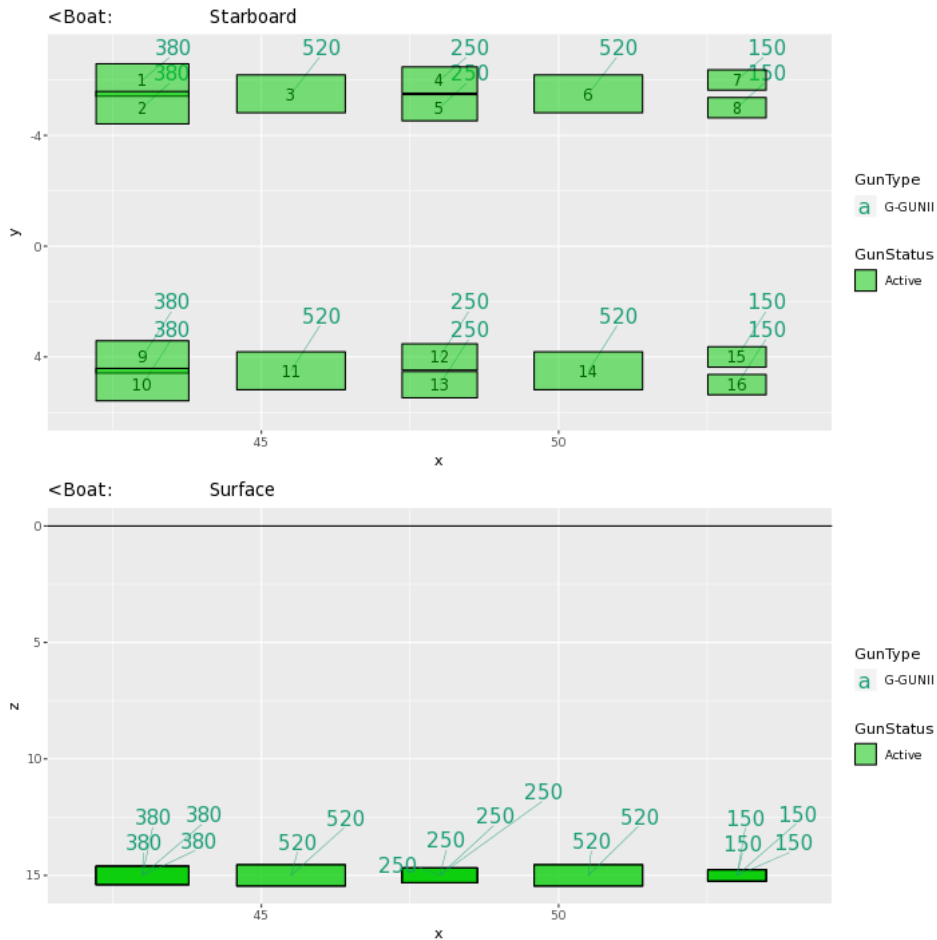 <Boat: Starboard
380 520 250 520 150
380 250 150
1 4 7
3 6
2 5 8
-4
0
y
380 250 150
520 520
380 250 150
4
9 12 15
11 14
10 13 16
45 50
x
GunType
a G-GUNII
GunStatus
Active
<Boat: Surface
0
5
z
10
250
380 380 520 250 520 150 150
380 380 520 250 520 150 150
250
15
45 50
x
GunType
a G-GUNII
GunStatus
Active